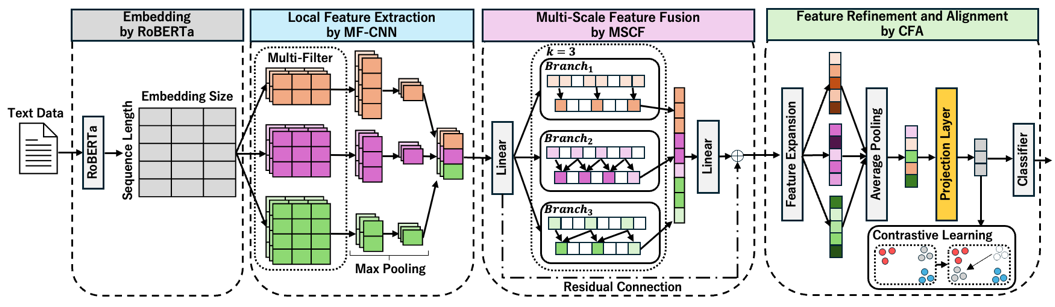 Embedding
by RoBERTa
Local Feature Extraction
by MF-CNN
Multi-Scale Feature Fusion
by MSCF
Feature Refinement and Alignment
by CFA
Text Data
RoBERTa
Sequence Length
Embedding Size
Multi-Filter
Max Pooling
Linear
k = 3
Branch1
Branch2
Branch3
Linear
Residual Connection
Feature Expansion
Average Pooling
Projection Layer
Classifier
Contrastive Learning